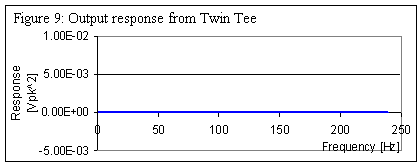 Figure 9: Output response from Twin Tee
1.00E-02
5.00E-03
0.00E+00
-5.00E-03
Response
[Vpk^2]
0 50 100 150 200 250
Frequency [Hz]